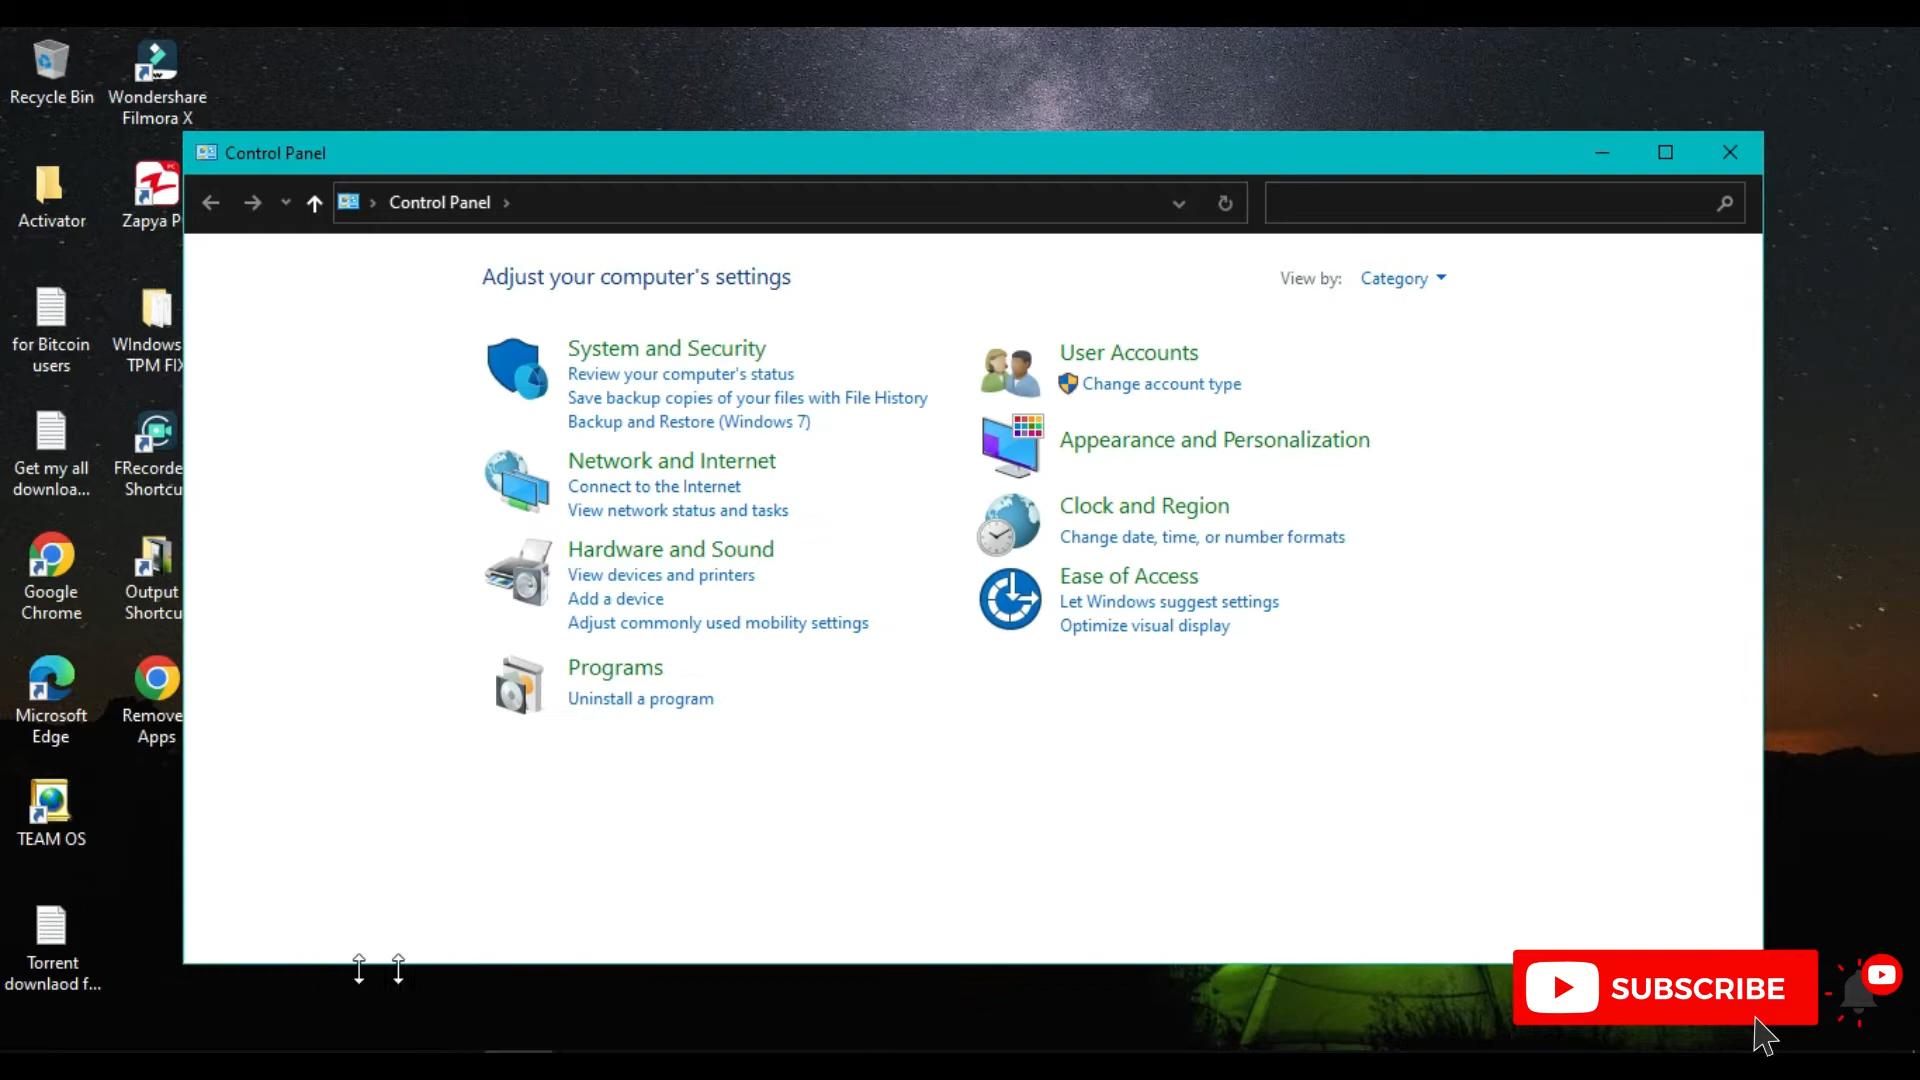 Recycle Bin
Wondershare
Filmora X
Activator
Zapya P
for Bitcoin
users
WIndows
TPM FIX
Get my all
downloa...
FRecorde
Shortcu
Google
Chrome
Output
Shortcu
Microsoft
Edge
Remove
Apps
TEAM OS
Torrent
downlaod f...
Control Panel
Control Panel
Adjust your computer's settings
View by: Category
System and Security
Review your computer's status
Save backup copies of your files with File History
Backup and Restore (Windows 7)
Network and Internet
Connect to the Internet
View network status and tasks
Hardware and Sound
View devices and printers
Add a device
Adjust commonly used mobility settings
Programs
Uninstall a program
User Accounts
Change account type
Appearance and Personalization
Clock and Region
Change date, time, or number formats
Ease of Access
Let Windows suggest settings
Optimize visual display
SUBSCRIBE